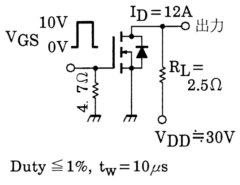 10V
VGS
0V
ID=12A
出力
RL=
2.5Ω
4.7Ω
VDD≒30V
Duty≦1%, tw=10μs